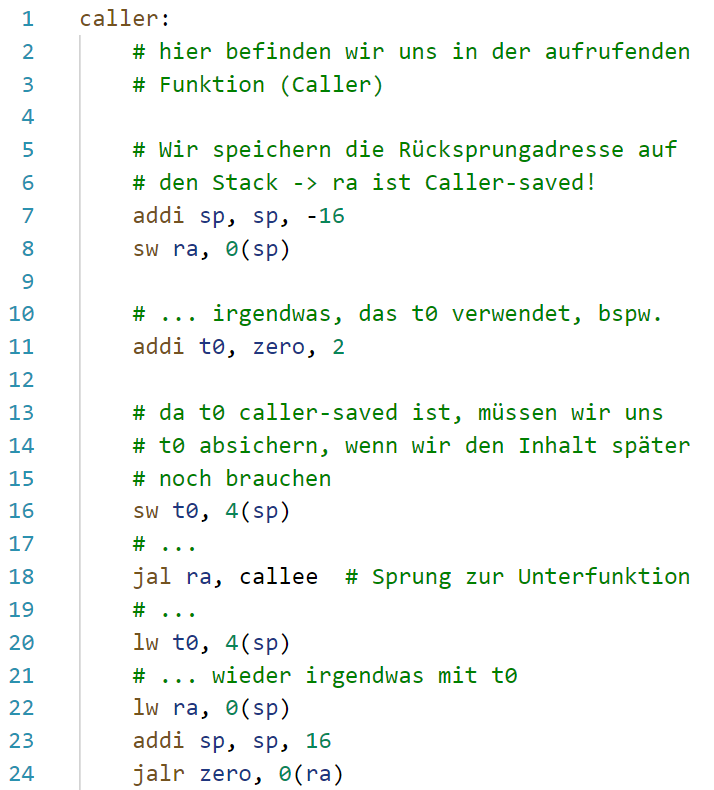 1 caller:
2 # hier befinden wir uns in der aufrufenden
3 # Funktion (Caller)
4
5 # Wir speichern die Rücksprungadresse auf
6 # den Stack -> ra ist Caller-saved!
7 addi sp, sp, -16
8 sw ra, 0(sp)
9
10 # ... irgendwas, das t0 verwendet, bspw.
11 addi t0, zero, 2
12
13 # da t0 caller-saved ist, müssen wir uns
14 # t0 absichern, wenn wir den Inhalt später
15 # noch brauchen
16 sw t0, 4(sp)
17 # ...
18 jal ra, callee # Sprung zur Unterfunktion
19 # ...
20 lw t0, 4(sp)
21 # ... wieder irgendwas mit t0
22 lw ra, 0(sp)
23 addi sp, sp, 16
24 jalr zero, 0(ra)